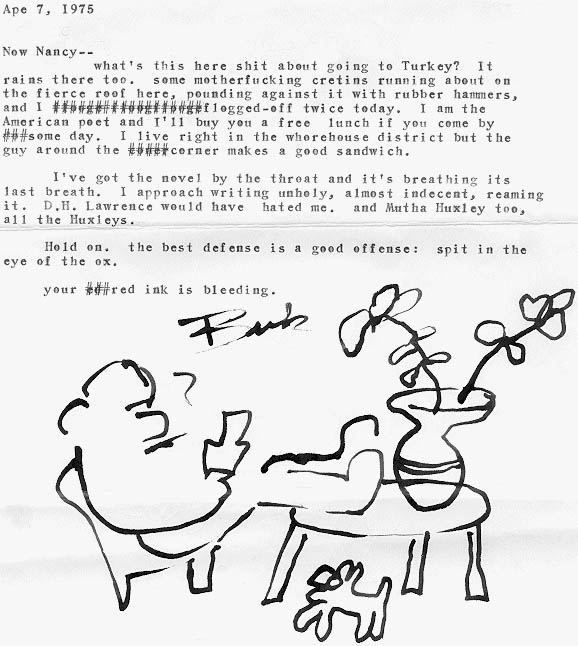 Ape 7, 1975
Now Nancy--
what's this here shit about going to Turkey? It
rains there too. some motherfucking cretins running about on
the fierce roof here, pounding against it with rubber hammers,
and I flogged-off twice today. I am the
American poet and I'll buy you a free lunch if you come by
some day. I live right in the whorehouse district but the
guy around the corner makes a good sandwich.
I've got the novel by the throat and it's breathing its
last breath. I approach writing unholy, almost indecent, reaming
it. D.H. Lawrence would have hated me. and Mutha Huxley too,
all the Huxleys.
Hold on. the best defense is a good offense: spit in the
eye of the ox.
your red ink is bleeding.
Buk